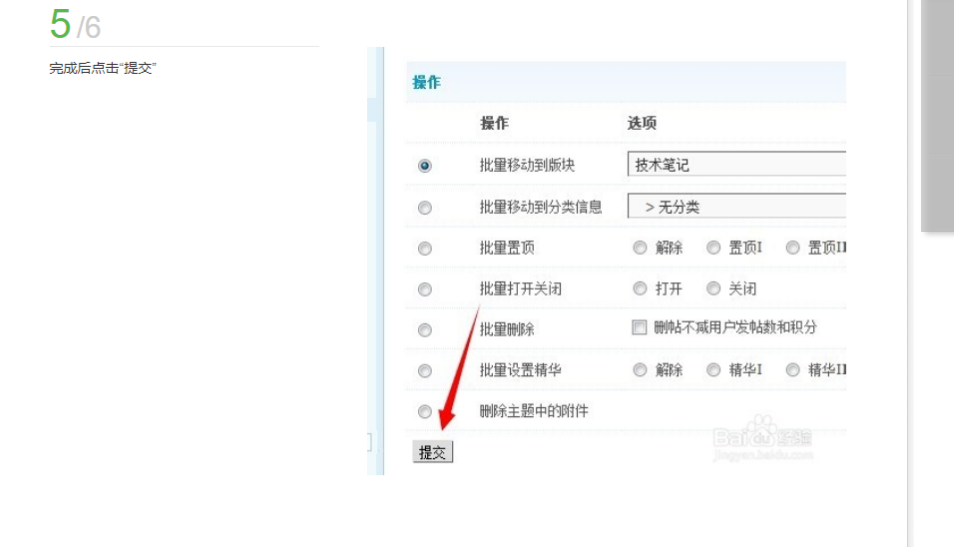 5/6
完成后点击“提交”
操作
操作 选项
批量移动到版块 技术笔记
批量移动到分类信息 > 无分类
批量置顶 解除 置顶I 置顶II
批量打开关闭 打开 关闭
批量删除 删帖不减用户发帖数和积分
批量设置精华 解除 精华I 精华II
删除主题中的附件
Baidu 经验
jingyan.baidu.com
提交